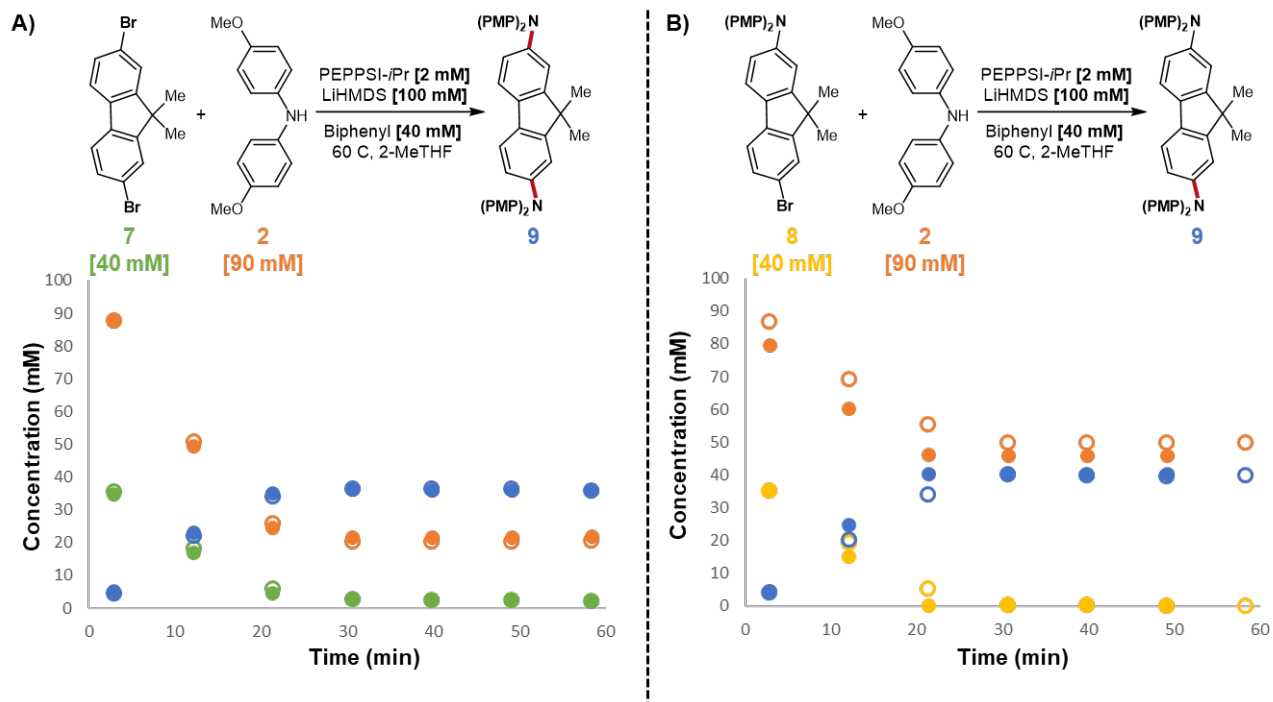 A)
Br
MeO
(PMP)₂N
PEPPSI-iPr [2 mM]
LiHMDS [100 mM]
Me
Me
+
NH
Biphenyl [40 mM]
60 C, 2-MeTHF
Me
Me
Br
MeO
(PMP)₂N
7
2
9
[40 mM]
[90 mM]
Concentration (mM)
100
90
80
70
60
50
40
30
20
10
0
0 10 20 30 40 50 60
Time (min)
B)
(PMP)₂N
MeO
(PMP)₂N
PEPPSI-iPr [2 mM]
LiHMDS [100 mM]
Me
Me
+
NH
Biphenyl [40 mM]
60 C, 2-MeTHF
Me
Me
Br
MeO
(PMP)₂N
8
2
9
[40 mM]
[90 mM]
Concentration (mM)
100
90
80
70
60
50
40
30
20
10
0
0 10 20 30 40 50 60
Time (min)